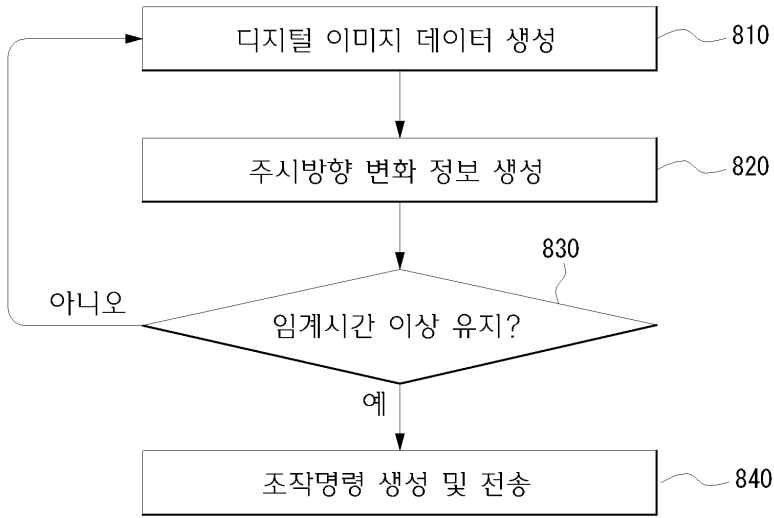 디지털 이미지 데이터 생성
810
주시방향 변화 정보 생성
820
830
아니오
임계시간 이상 유지?
예
조작명령 생성 및 전송
840